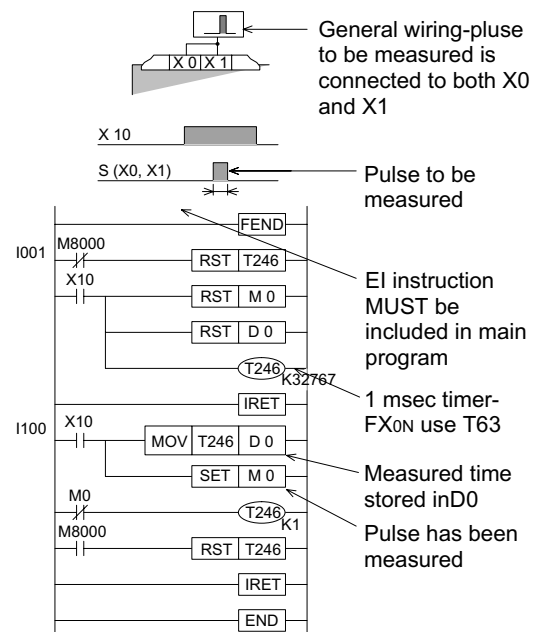 General wiring-pluse
to be measured is
connected to both X0
and X1
X 0 X 1
X 10
S (X0, X1)
Pulse to be
measured
FEND
I001
M8000
RST T246
X10
RST M 0
RST D 0
T246
K32767
IRET
EI instruction
MUST be
included in main
program
1 msec timer-
FX0N use T63
I100
X10
MOV T246 D 0
SET M 0
M0
T246
K1
M8000
RST T246
IRET
END
Measured time
stored inD0
Pulse has been
measured